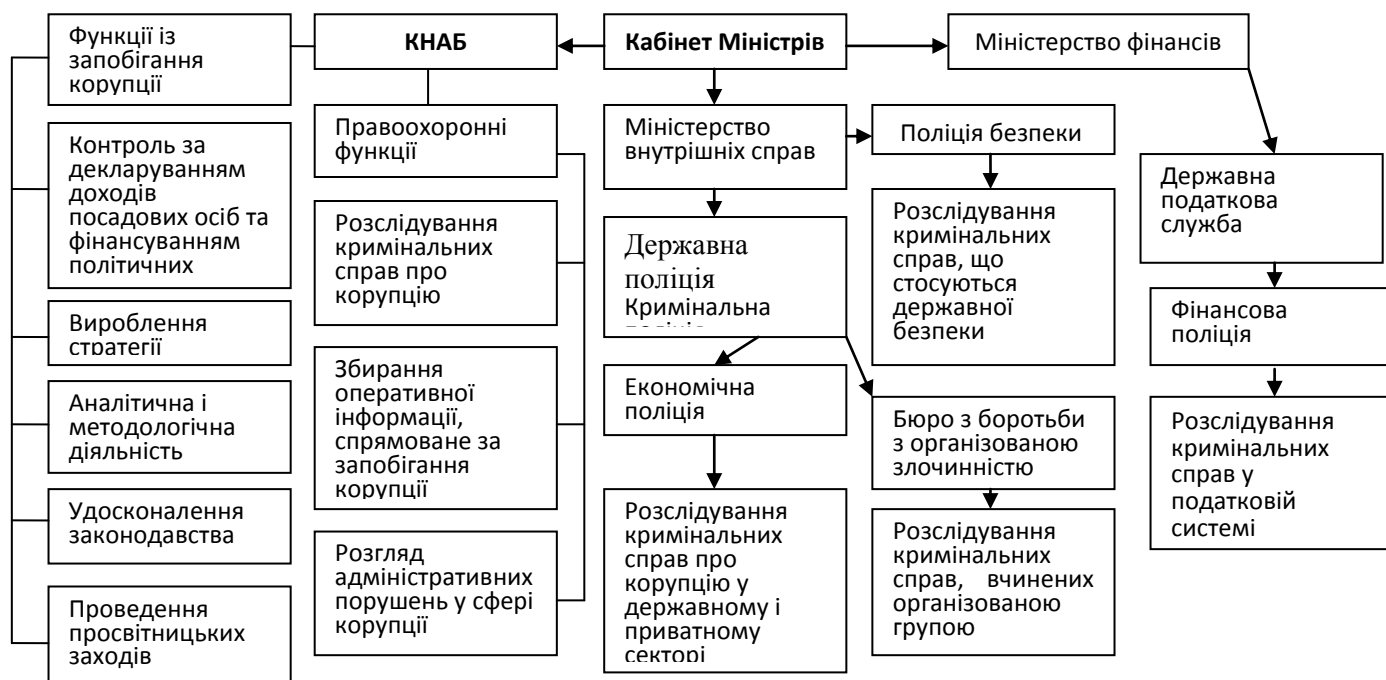 Функції із
запобігання
корупції
КНАБ
Кабінет Міністрів
Міністерство фінансів
Контроль за
декларуванням
доходів
посадових осіб та
фінансуванням
політичних
Вироблення
стратегії
Аналітична і
методологічна
діяльність
Удосконалення
законодавства
Проведення
просвітницьких
заходів
Правоохоронні
функції
Розслідування
кримінальних
справ про
корупцію
Збирання
оперативної
інформації,
спрямоване за
запобігання
корупції
Розгляд
адміністративних
порушень у сфері
корупції
Міністерство
внутрішніх справ
Державна
поліція
Кримінальна
Економічна
поліція
Розслідування
кримінальних
справ про
корупцію у
державному і
приватному
секторі
Поліція безпеки
Розслідування
кримінальних
справ, що
стосуються
державної
безпеки
Бюро з боротьби
з організованою
злочинністю
Розслідування
кримінальних
справ, вчинених
організованою
групою
Державна
податкова
служба
Фінансова
поліція
Розслідування
кримінальних
справ у
податковій
системі